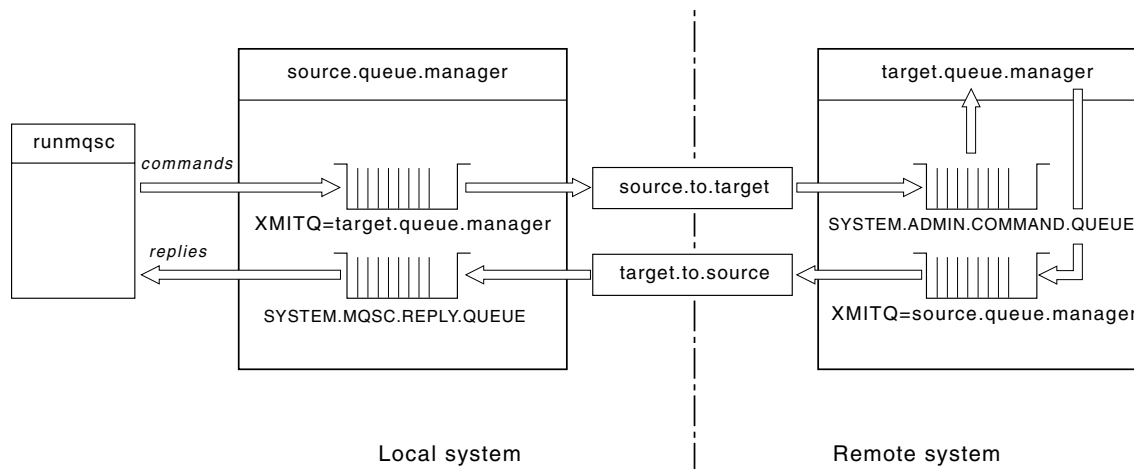 source.queue.manager
target.queue.manager
runmqsc
commands
source.to.target
XMITQ=target.queue.manager
SYSTEM.ADMIN.COMMAND.QUEUE
replies
target.to.source
SYSTEM.MQSC.REPLY.QUEUE
XMITQ=source.queue.manager
Local system
Remote system